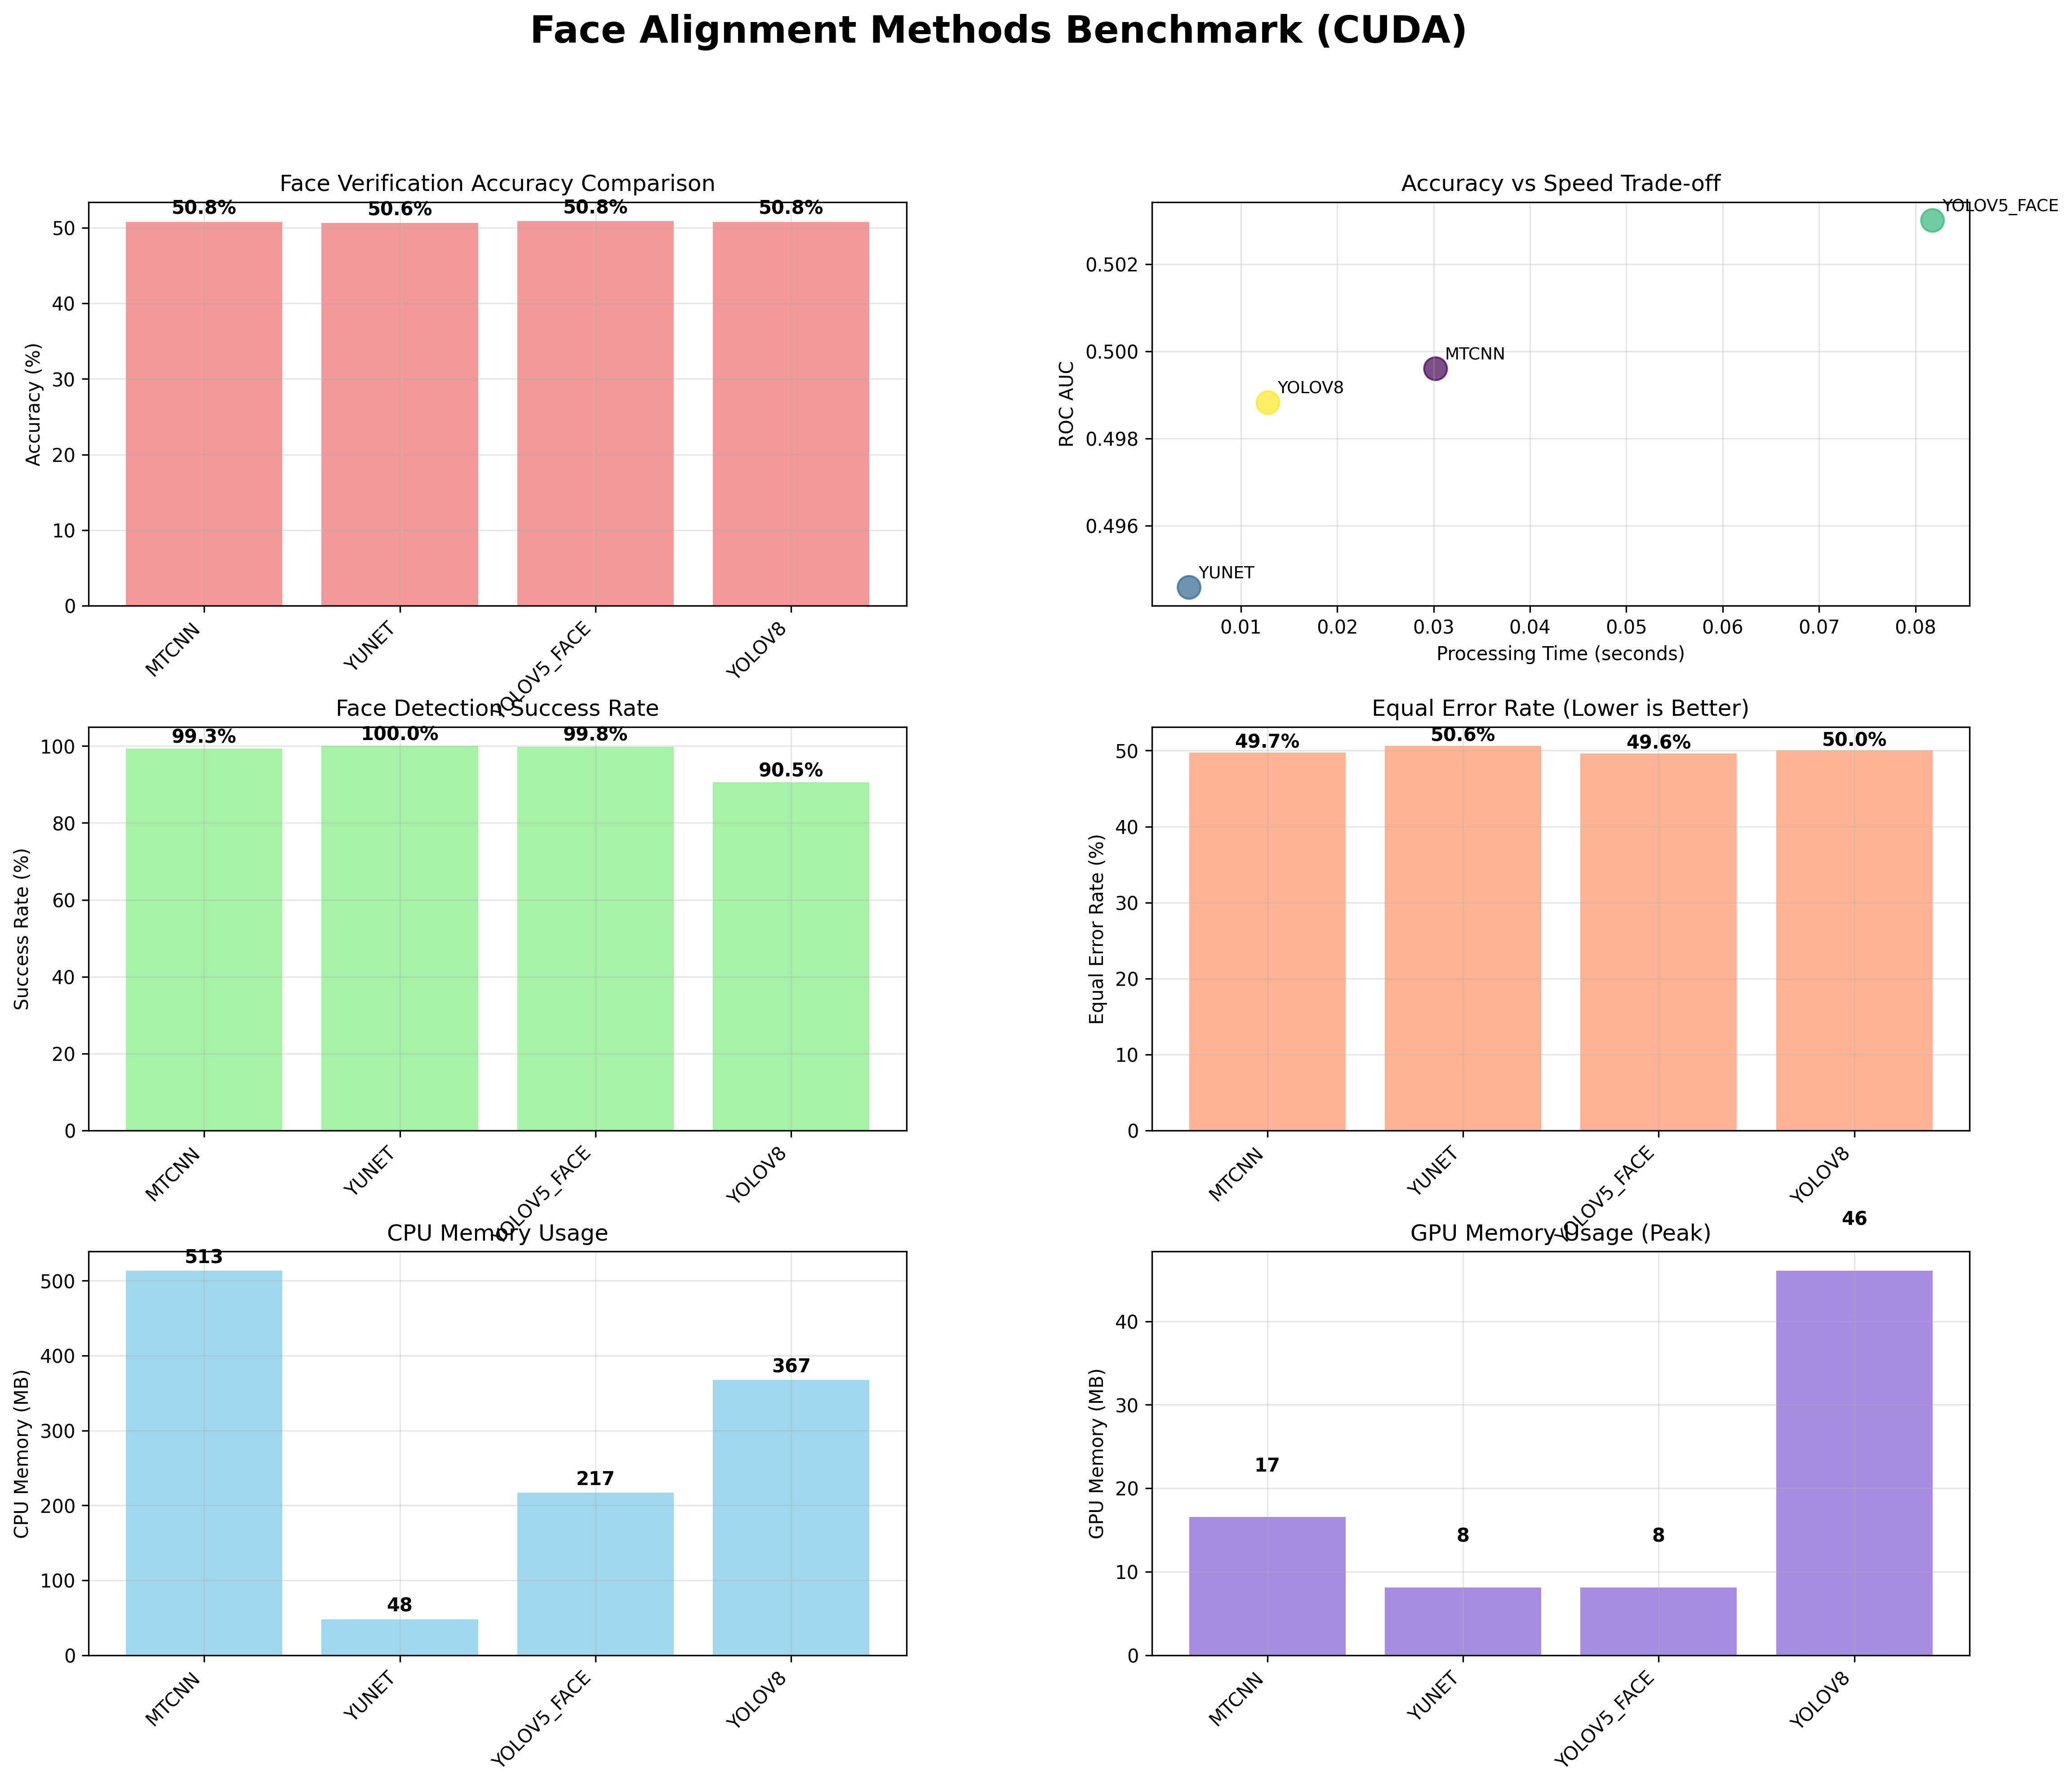 Face Alignment Methods Benchmark (CUDA)
Face Verification Accuracy Comparison
50.8%
50.6%
50.8%
50.8%
Accuracy (%)
50
40
30
20
10
0
MTCNN
YUNET
YOLOV5_FACE
YOLOV8
Accuracy vs Speed Trade-off
YOLOV5_FACE
MTCNN
YOLOV8
YUNET
ROC AUC
0.502
0.500
0.498
0.496
0.01
0.02
0.03
0.04
0.05
0.06
0.07
0.08
Processing Time (seconds)
Face Detection Success Rate
99.3%
100.0%
99.8%
90.5%
Success Rate (%)
100
80
60
40
20
0
MTCNN
YUNET
YOLOV5_FACE
YOLOV8
Equal Error Rate (Lower is Better)
49.7%
50.6%
49.6%
50.0%
Equal Error Rate (%)
50
40
30
20
10
0
MTCNN
YUNET
YOLOV5_FACE
YOLOV8
CPU Memory Usage
513
48
217
367
CPU Memory (MB)
500
400
300
200
100
0
MTCNN
YUNET
YOLOV5_FACE
YOLOV8
GPU Memory Usage (Peak)
17
8
8
46
GPU Memory (MB)
40
30
20
10
0
MTCNN
YUNET
YOLOV5_FACE
YOLOV8